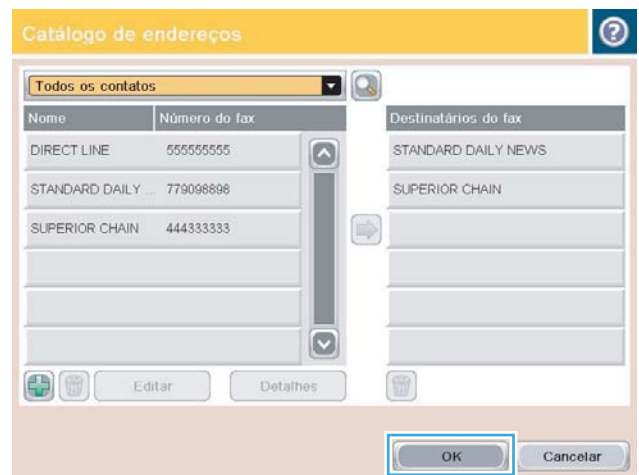 Catálogo de endereços
Todos os contatos
Nome Número do fax
DIRECT LINE 555555555
STANDARD DAILY ... 779098898
SUPERIOR CHAIN 444333333
Editar Detalhes
Destinatários do fax
STANDARD DAILY NEWS
SUPERIOR CHAIN
OK Cancelar